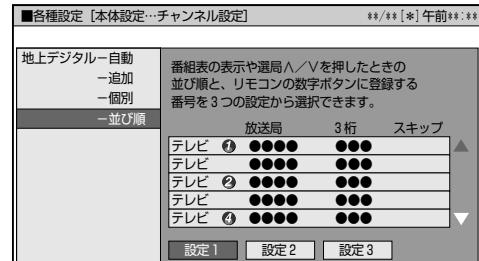 ■各種設定［本体設定…チャンネル設定］ **/**[*]午前**:**
地上デジタルー自動
ー追加
ー個別
ー並び順
番組表の表示や選局∧／∨を押したときの
並び順と、リモコンの数字ボタンに登録する
番号を3つの設定から選択できます。
放送局 3桁 スキップ
テレビ ❶ ●●●● ●●●
テレビ ●●●● ●●●
テレビ ❷ ●●●● ●●●
テレビ ●●●● ●●●
テレビ ❹ ●●●● ●●●
設定1 設定2 設定3